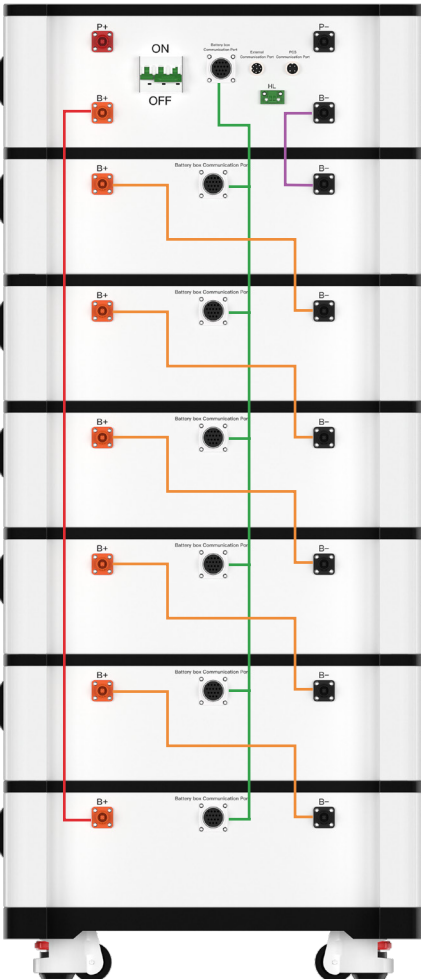 P+
P-
ON
OFF
Battery box
Communication Port
External
Communication Port
PCS
Communication Port
HL
B+
B-
B+
Battery box Communication Port
B-
B+
Battery box Communication Port
B-
B+
Battery box Communication Port
B-
B+
Battery box Communication Port
B-
B+
Battery box Communication Port
B-
B+
Battery box Communication Port
B-